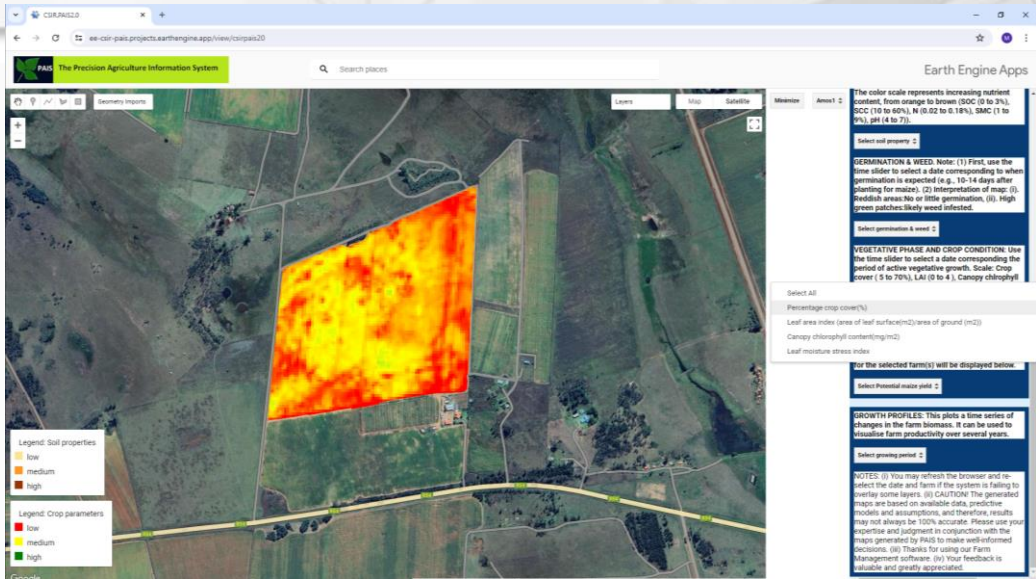 CSIR.PAIS2.0
ee-csir-pais.projects.earthengine.app/view/csirpais20
PAIS The Precision Agriculture Information System
Search places
Earth Engine Apps
Geometry Imports
Layers
Map
Satellite
Minimize
The color scale represents increasing nutrient
content, from orange to brown (SOC (0 to 3%),
SCC (10 to 60%), N (0.02 to 0.18%), SMC (1 to
9%), pH (4 to 7)).
Select soil property
GERMINATION & WEED. Note: (1) First, use the
time slider to select a date corresponding to when
germination is expected (e.g., 10-14 days after
planting for maize). (2) Interpretation of map: (i).
Reddish areas:No or little germination, (ii). High
green patches:likely weed infested.
Select germination & weed
VEGETATIVE PHASE AND CROP CONDITION: Use
the time slider to select a date corresponding the
period of active vegetative growth. Scale: Crop
cover ( 5 to 70%), LAI (0 to 4 ), Canopy chlorophyll
Select All
Percentage crop cover(%)
Leaf area index (area of leaf surface(m2)/area of ground (m2))
Canopy chlorophyll content(mg/m2)
Leaf moisture stress index
for the selected farm(s) will be displayed below.
Select Potential maize yield
GROWTH PROFILES: This plots a time series of
changes in the farm biomass. It can be used to
visualise farm productivity over several years.
Select growing period
NOTES: (i) You may refresh the browser and re-
select the date and farm if the system is failing to
overlay some layers. (ii) CAUTION! The generated
maps are based on available data, predictive
models and assumptions, and therefore, results
may not always be 100% accurate. Please use your
expertise and judgment in conjunction with the
maps generated by PAIS to make well-informed
decisions. (iii) Thanks for using our Farm
Management software. (iv) Your feedback is
valuable and greatly appreciated.
Legend: Soil properties
low
medium
high
Legend: Crop parameters
low
medium
high
Google